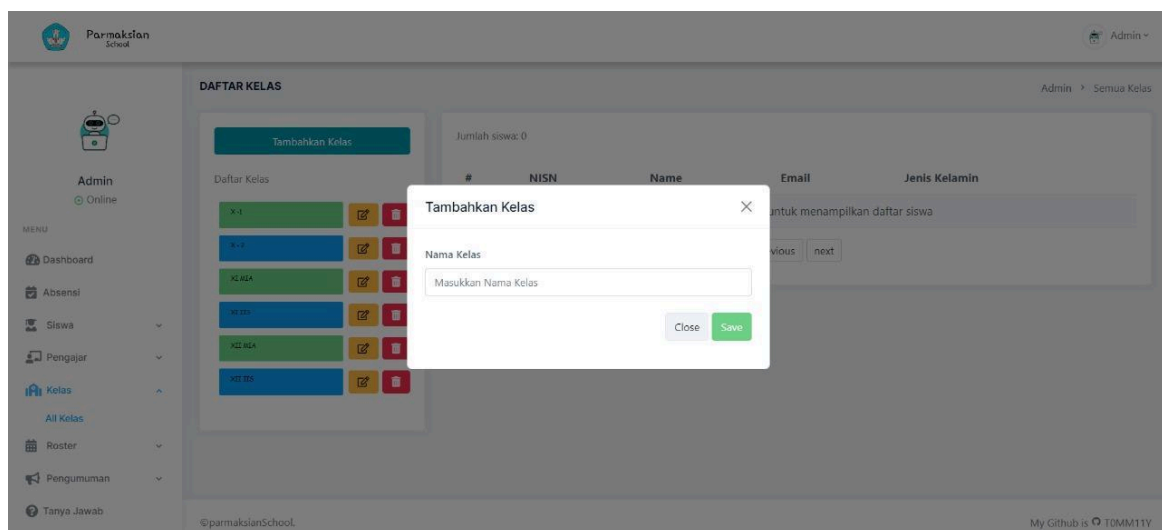 Parmaksian
School
Admin
DAFTAR KELAS
Admin > Semua Kelas
Admin
Online
MENU
Dashboard
Absensi
Siswa
Pengajar
Kelas
All Kelas
Roster
Pengumuman
Tanya Jawab
Tambahkan Kelas
Daftar Kelas
X-1
XI MIA
XII MIA
XII IIS
Jumlah siswa: 0
# NISN Name Email Jenis Kelamin
untuk menampilkan daftar siswa
next
Tambahkan Kelas
Nama Kelas
Masukkan Nama Kelas
Close Save
©parmaksianSchool.
My Github is T0MM11Y